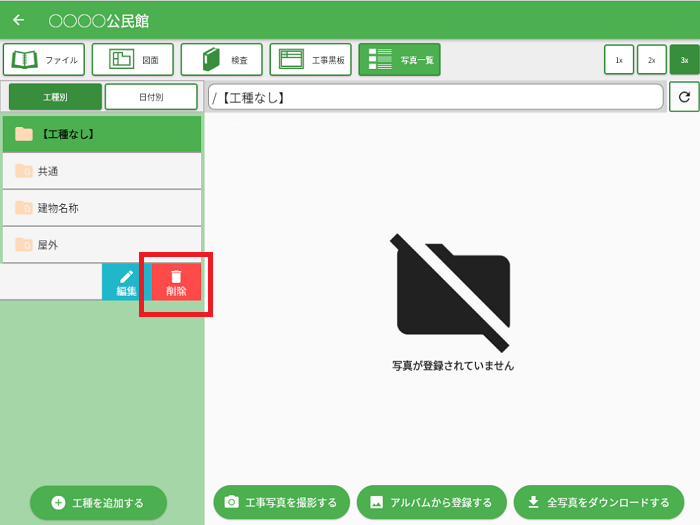 ○○○○公民館
ファイル
図面
検査
工事黒板
写真一覧
1x
2x
3x
工種別
日付別
/【工種なし】
【工種なし】
共通
建物名称
屋外
編集
削除
写真が登録されていません
工種を追加する
工事写真を撮影する
アルバムから登録する
全写真をダウンロードする